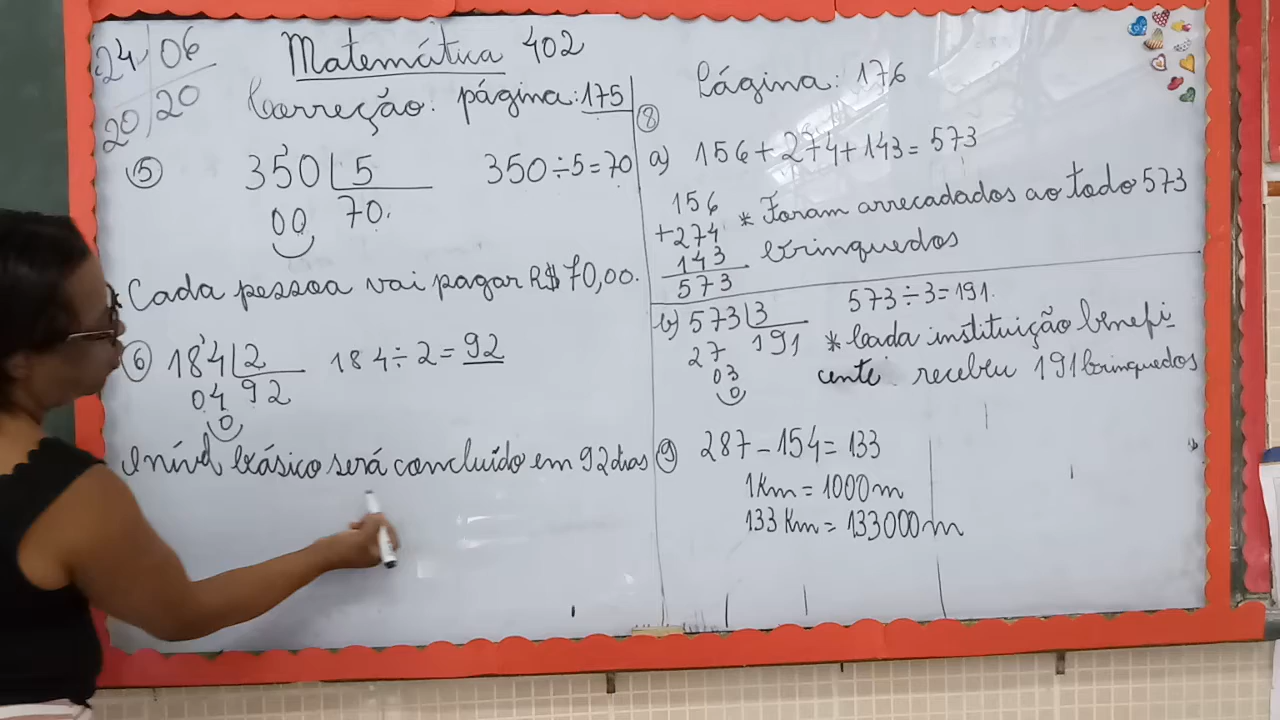 24/06
20/20
Matemática 402
Correção: página: 175
5 350 5 350 ÷ 5 = 70
00 70.
* Cada pessoa vai pagar R$ 70,00.
6 184 2 184 ÷ 2 = 92
04 92
0
O nível básico será concluído em 92 dias
Página: 176
8
a) 156 + 274 + 143 = 573
156
+274
143
573
* Foram arrecadados ao todo 573
brinquedos
b) 573 3 573 ÷ 3 = 191.
27 191
03
0
* Cada instituição benefi-
cente recebeu 191 brinquedos
9 287 - 154 = 133
1Km = 1000m
133 Km = 133000m